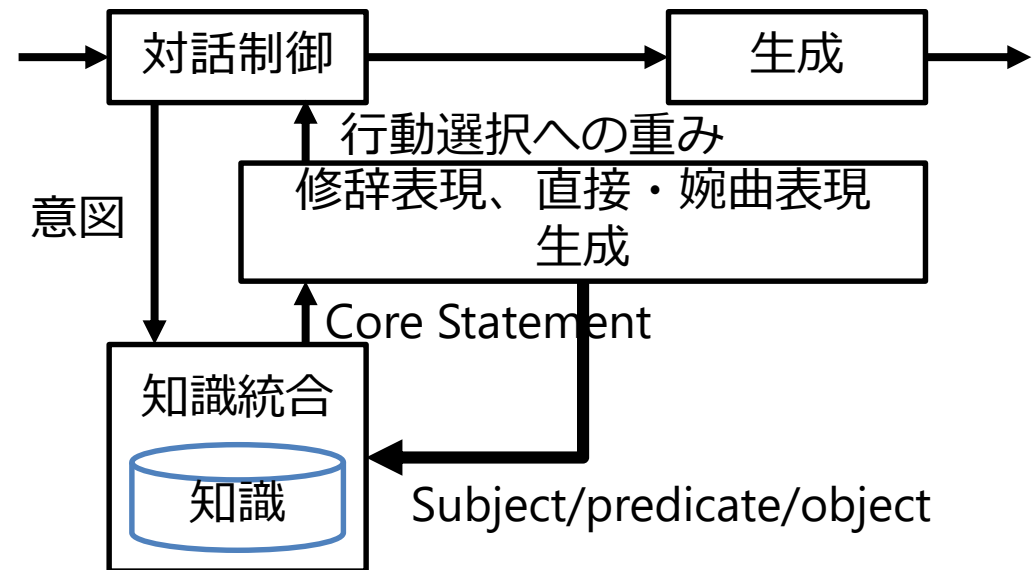 対話制御
生成
行動選択への重み
修辞表現、直接・婉曲表現
生成
意図
Core Statement
知識統合
知識
Subject/predicate/object